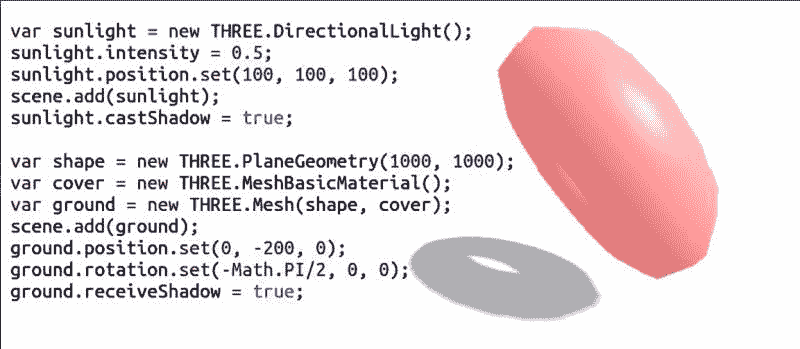 var sunlight = new THREE.DirectionalLight();
sunlight.intensity = 0.5;
sunlight.position.set(100, 100, 100);
scene.add(sunlight);
sunlight.castShadow = true;
var shape = new THREE.PlaneGeometry(1000, 1000);
var cover = new THREE.MeshBasicMaterial();
var ground = new THREE.Mesh(shape, cover);
scene.add(ground);
ground.position.set(0, -200, 0);
ground.rotation.set(-Math.PI/2, 0, 0);
ground.receiveShadow = true;